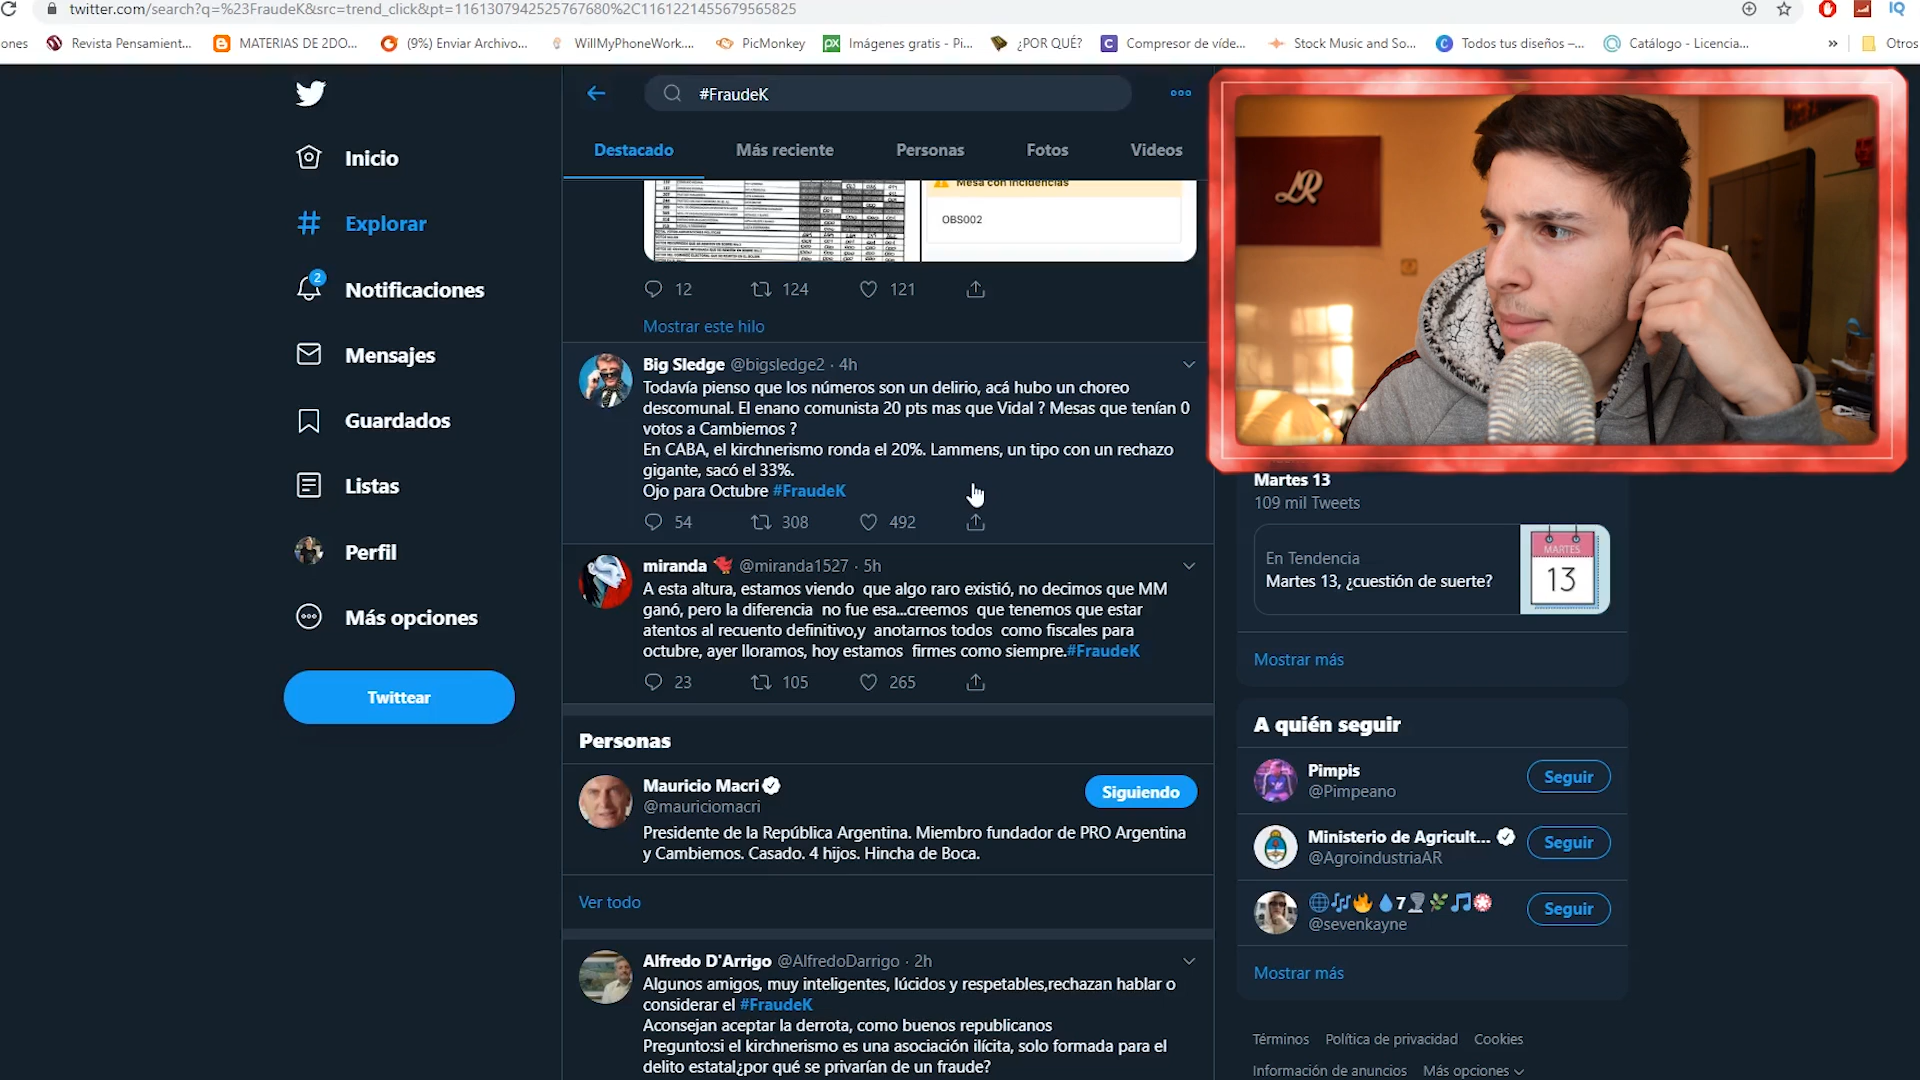 twitter.com/search?q=%23FraudeK&src=trend_click&pt=1161307942525767680%2C1161221455679565825
ones
Revista Pensamient...
MATERIAS DE 2DO...
(9%) Enviar Archivo...
WillMyPhoneWork....
PicMonkey
Imágenes gratis - Pi...
¿POR QUÉ?
Compresor de víde...
Stock Music and So...
Todos tus diseños –...
Catálogo - Licencia...
»
Otros
IQ
#FraudeK
Destacado
Más reciente
Personas
Fotos
Videos
Inicio
Explorar
2
Notificaciones
Mensajes
Guardados
Listas
Perfil
Más opciones
Twittear
Mesa con incidencias
OBS002
12
124
121
Mostrar este hilo
Big Sledge @bigsledge2 · 4h
Todavía pienso que los números son un delirio, acá hubo un choreo
descomunal. El enano comunista 20 pts mas que Vidal ? Mesas que tenían 0
votos a Cambiemos ?
En CABA, el kirchnerismo ronda el 20%. Lammens, un tipo con un rechazo
gigante, sacó el 33%.
Ojo para Octubre #FraudeK
54
308
492
miranda @miranda1527 · 5h
A esta altura, estamos viendo que algo raro existió, no decimos que MM
ganó, pero la diferencia no fue esa...creemos que tenemos que estar
atentos al recuento definitivo,y anotarnos todos como fiscales para
octubre, ayer lloramos, hoy estamos firmes como siempre.#FraudeK
23
105
265
Personas
Mauricio Macri
@mauriciomacri
Siguiendo
Presidente de la República Argentina. Miembro fundador de PRO Argentina
y Cambiemos. Casado. 4 hijos. Hincha de Boca.
Ver todo
Alfredo D'Arrigo @AlfredoDarrigo · 2h
Algunos amigos, muy inteligentes, lúcidos y respetables,rechazan hablar o
considerar el #FraudeK
Aconsejan aceptar la derrota, como buenos republicanos
Pregunto:si el kirchnerismo es una asociación ilícita, solo formada para el
delito estatal¿por qué se privarían de un fraude?
LR
Martes 13
109 mil Tweets
En Tendencia
Martes 13, ¿cuestión de suerte?
MARTES
13
Mostrar más
A quién seguir
Pimpis
@Pimpeano
Seguir
Ministerio de Agricult...
@AgroindustriaAR
Seguir
7
@sevenkayne
Seguir
Mostrar más
Términos
Política de privacidad
Cookies
Información de anuncios
Más opciones